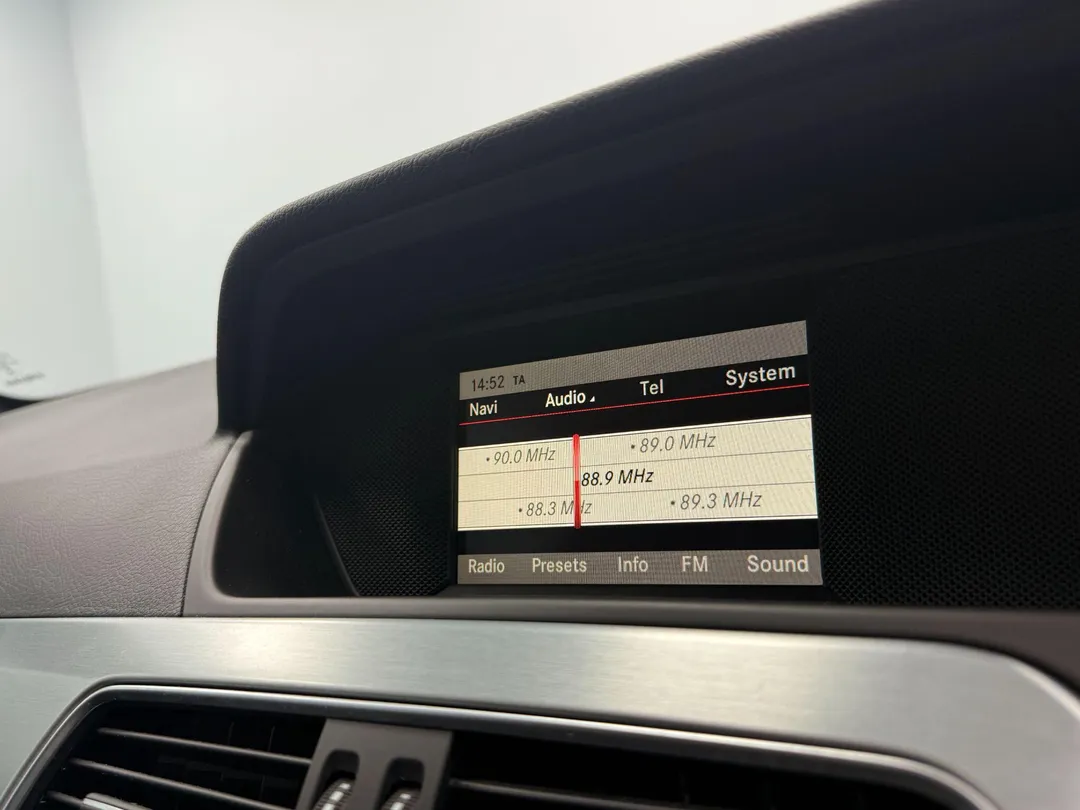 14:52 TA
Navi Audio Tel System
90.0 MHz 89.0 MHz
88.9 MHz
88.3 MHz 89.3 MHz
Radio Presets Info FM Sound